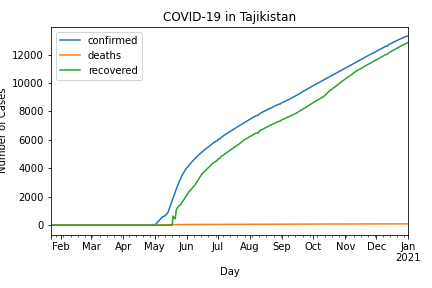 COVID-19 in Tajikistan
confirmed
deaths
recovered
12000
10000
8000
6000
4000
2000
0
Number of Cases
Feb Mar Apr May Jun Jul Aug Sep Oct Nov Dec Jan
2021
Day